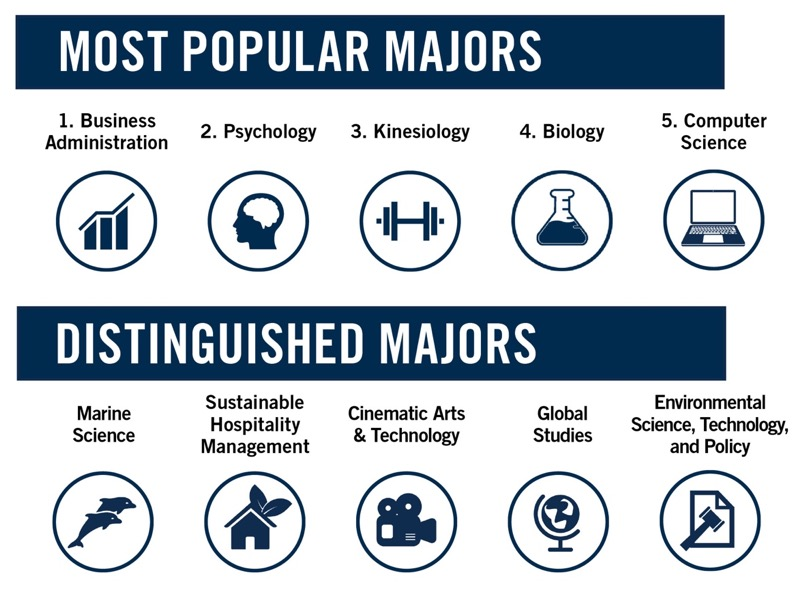 MOST POPULAR MAJORS
1. Business
Administration
2. Psychology
3. Kinesiology
4. Biology
5. Computer
Science
DISTINGUISHED MAJORS
Marine
Science
Sustainable
Hospitality
Management
Cinematic Arts
& Technology
Global
Studies
Environmental
Science, Technology,
and Policy